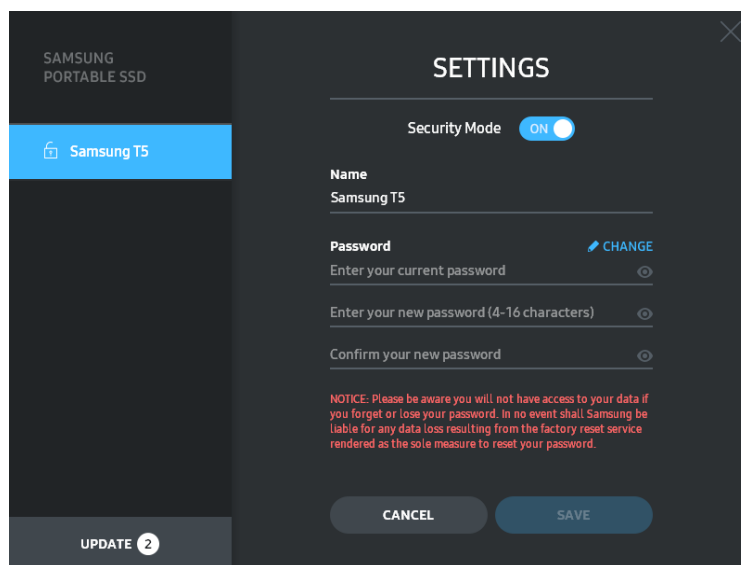 SAMSUNG
PORTABLE SSD
Samsung T5
UPDATE 2
SETTINGS
Security Mode ON
Name
Samsung T5
Password CHANGE
Enter your current password
Enter your new password (4-16 characters)
Confirm your new password
NOTICE: Please be aware you will not have access to your data if
you forget or lose your password. In no event shall Samsung be
liable for any data loss resulting from the factory reset service
rendered as the sole measure to reset your password.
CANCEL SAVE